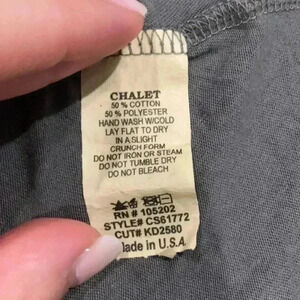 CHALET
50 % COTTON
50 % POLYESTER
HAND WASH W/COLD
LAY FLAT TO DRY
IN A SLIGHT
CRUNCH FORM
DO NOT IRON OR STEAM
DO NOT TUMBLE DRY
DO NOT BLEACH
RN # 105202
STYLE# CS61772
CUT# KD2580
Made in U.S.A.